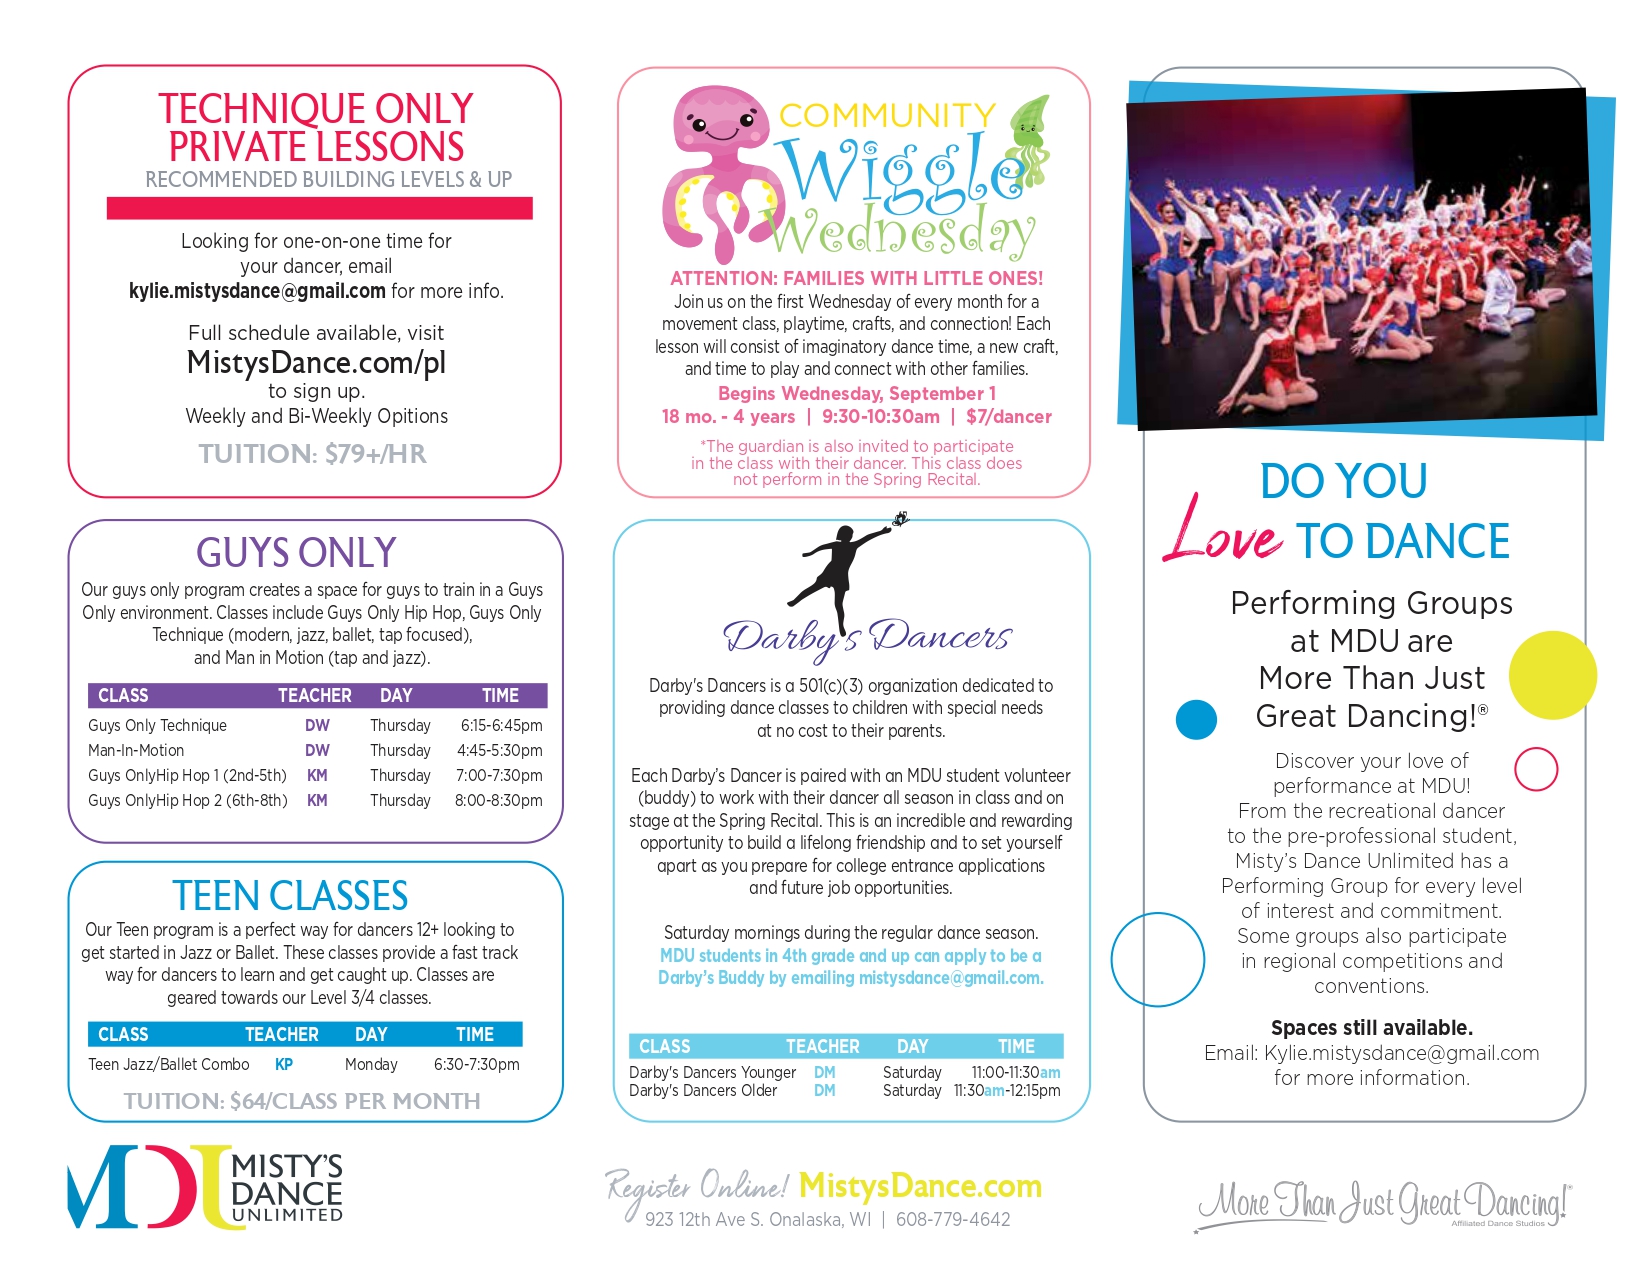 TECHNIQUE ONLY
PRIVATE LESSONS
RECOMMENDED BUILDING LEVELS & UP
Looking for one-on-one time for
your dancer, email
kylie.mistysdance@gmail.com for more info.
Full schedule available, visit
MistysDance.com/pl
to sign up.
Weekly and Bi-Weekly Opitions
TUITION: $79+/HR
GUYS ONLY
Our guys only program creates a space for guys to train in a Guys
Only environment. Classes include Guys Only Hip Hop, Guys Only
Technique (modern, jazz, ballet, tap focused),
and Man in Motion (tap and jazz).
CLASS TEACHER DAY TIME
Guys Only Technique DW Thursday 6:15-6:45pm
Man-In-Motion DW Thursday 4:45-5:30pm
Guys OnlyHip Hop 1 (2nd-5th) KM Thursday 7:00-7:30pm
Guys OnlyHip Hop 2 (6th-8th) KM Thursday 8:00-8:30pm
TEEN CLASSES
Our Teen program is a perfect way for dancers 12+ looking to
get started in Jazz or Ballet. These classes provide a fast track
way for dancers to learn and get caught up. Classes are
geared towards our Level 3/4 classes.
CLASS TEACHER DAY TIME
Teen Jazz/Ballet Combo KP Monday 6:30-7:30pm
TUITION: $64/CLASS PER MONTH
MDU MISTY'S
DANCE
UNLIMITED
COMMUNITY
Wiggle
Wednesday
ATTENTION: FAMILIES WITH LITTLE ONES!
Join us on the first Wednesday of every month for a
movement class, playtime, crafts, and connection! Each
lesson will consist of imaginatory dance time, a new craft,
and time to play and connect with other families.
Begins Wednesday, September 1
18 mo. - 4 years | 9:30-10:30am | $7/dancer
*The guardian is also invited to participate
in the class with their dancer. This class does
not perform in the Spring Recital.
Darby's Dancers
Darby's Dancers is a 501(c)(3) organization dedicated to
providing dance classes to children with special needs
at no cost to their parents.
Each Darby's Dancer is paired with an MDU student volunteer
(buddy) to work with their dancer all season in class and on
stage at the Spring Recital. This is an incredible and rewarding
opportunity to build a lifelong friendship and to set yourself
apart as you prepare for college entrance applications
and future job opportunities.
Saturday mornings during the regular dance season.
MDU students in 4th grade and up can apply to be a
Darby's Buddy by emailing mistysdance@gmail.com.
CLASS TEACHER DAY TIME
Darby's Dancers Younger DM Saturday 11:00-11:30am
Darby's Dancers Older DM Saturday 11:30am-12:15pm
Register Online! MistysDance.com
923 12th Ave S. Onalaska, WI | 608-779-4642
DO YOU
Love TO DANCE
Performing Groups
at MDU are
More Than Just
Great Dancing!®
Discover your love of
performance at MDU!
From the recreational dancer
to the pre-professional student,
Misty's Dance Unlimited has a
Performing Group for every level
of interest and commitment.
Some groups also participate
in regional competitions and
conventions.
Spaces still available.
Email: Kylie.mistysdance@gmail.com
for more information.
More Than Just Great Dancing!®
Affiliated Dance Studios